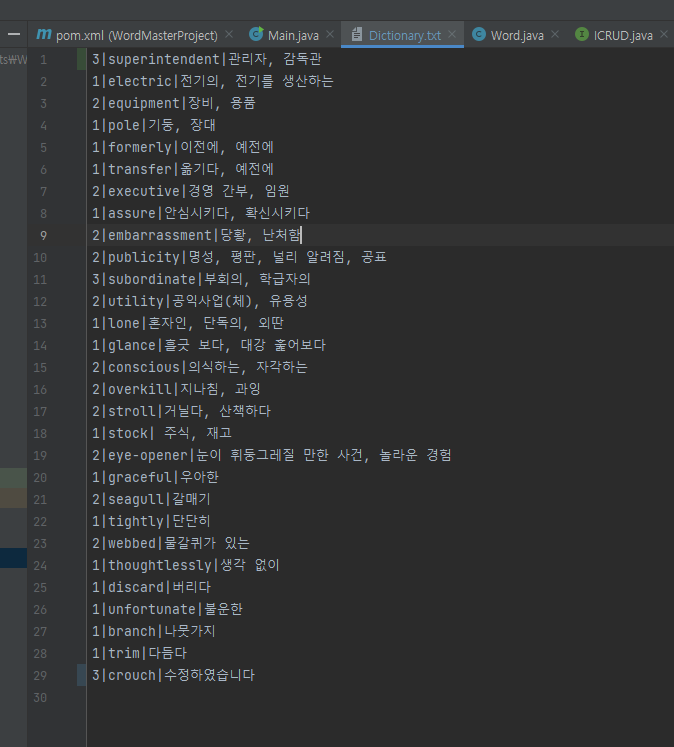 pom.xml (WordMasterProject) Main.java Dictionary.txt Word.java ICRUD.java
1 3|superintendent|관리자, 감독관
2 1|electric|전기의, 전기를 생산하는
3 2|equipment|장비, 용품
4 1|pole|기둥, 장대
5 1|formerly|이전에, 예전에
6 1|transfer|옮기다, 예전에
7 2|executive|경영 간부, 임원
8 1|assure|안심시키다, 확신시키다
9 2|embarrassment|당황, 난처함
10 2|publicity|명성, 평판, 널리 알려짐, 공표
11 3|subordinate|부회의, 학급자의
12 2|utility|공익사업(체), 유용성
13 1|lone|혼자인, 단독의, 외딴
14 1|glance|흘긋 보다, 대강 훑어보다
15 2|conscious|의식하는, 자각하는
16 2|overkill|지나침, 과잉
17 2|stroll|거닐다, 산책하다
18 1|stock| 주식, 재고
19 2|eye-opener|눈이 휘둥그레질 만한 사건, 놀라운 경험
20 1|graceful|우아한
21 2|seagull|갈매기
22 1|tightly|단단히
23 2|webbed|물갈퀴가 있는
24 1|thoughtlessly|생각 없이
25 1|discard|버리다
26 1|unfortunate|불운한
27 1|branch|나뭇가지
28 1|trim|다듬다
29 3|crouch|수정하였습니다
30